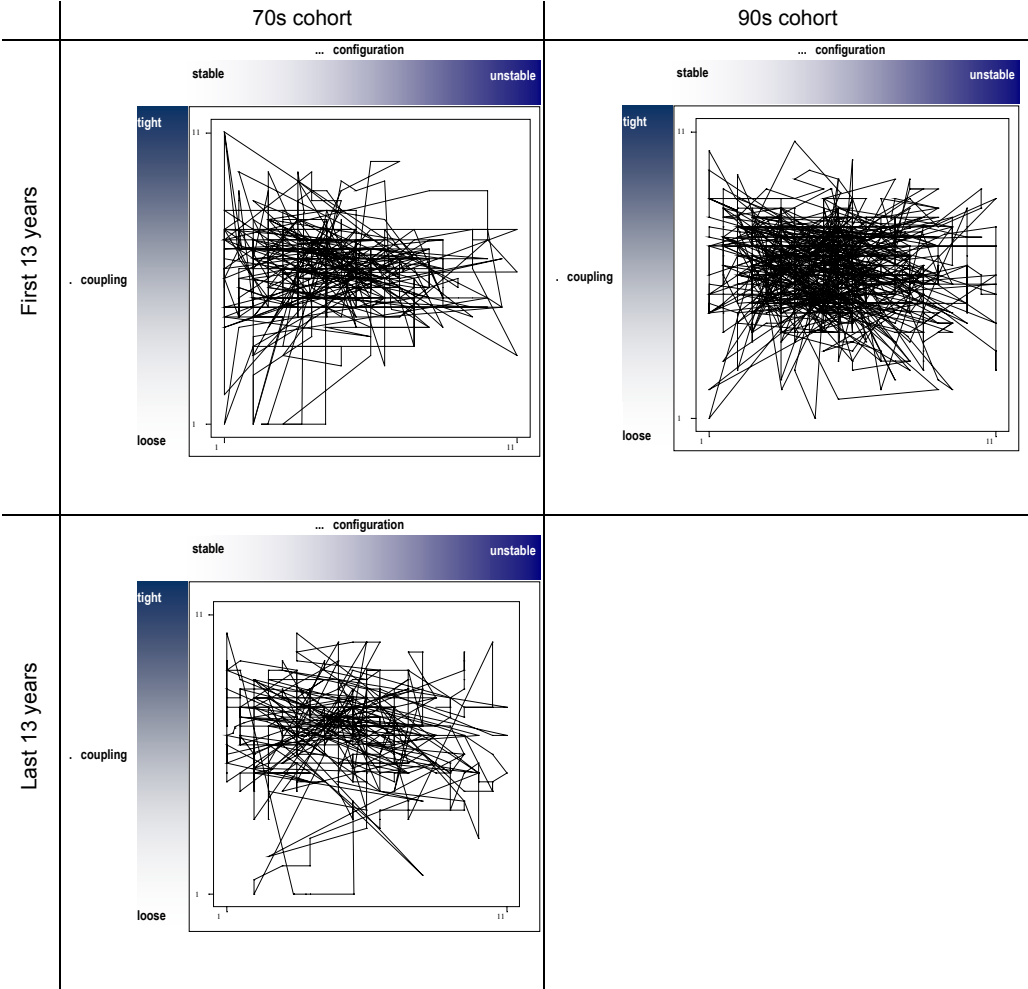 70s cohort
90s cohort
First 13 years
... configuration
stable
unstable
tight
. coupling
loose
11
1
1
11
... configuration
stable
unstable
tight
. coupling
loose
11
1
1
11
Last 13 years
... configuration
stable
unstable
tight
. coupling
loose
11
1
1
11